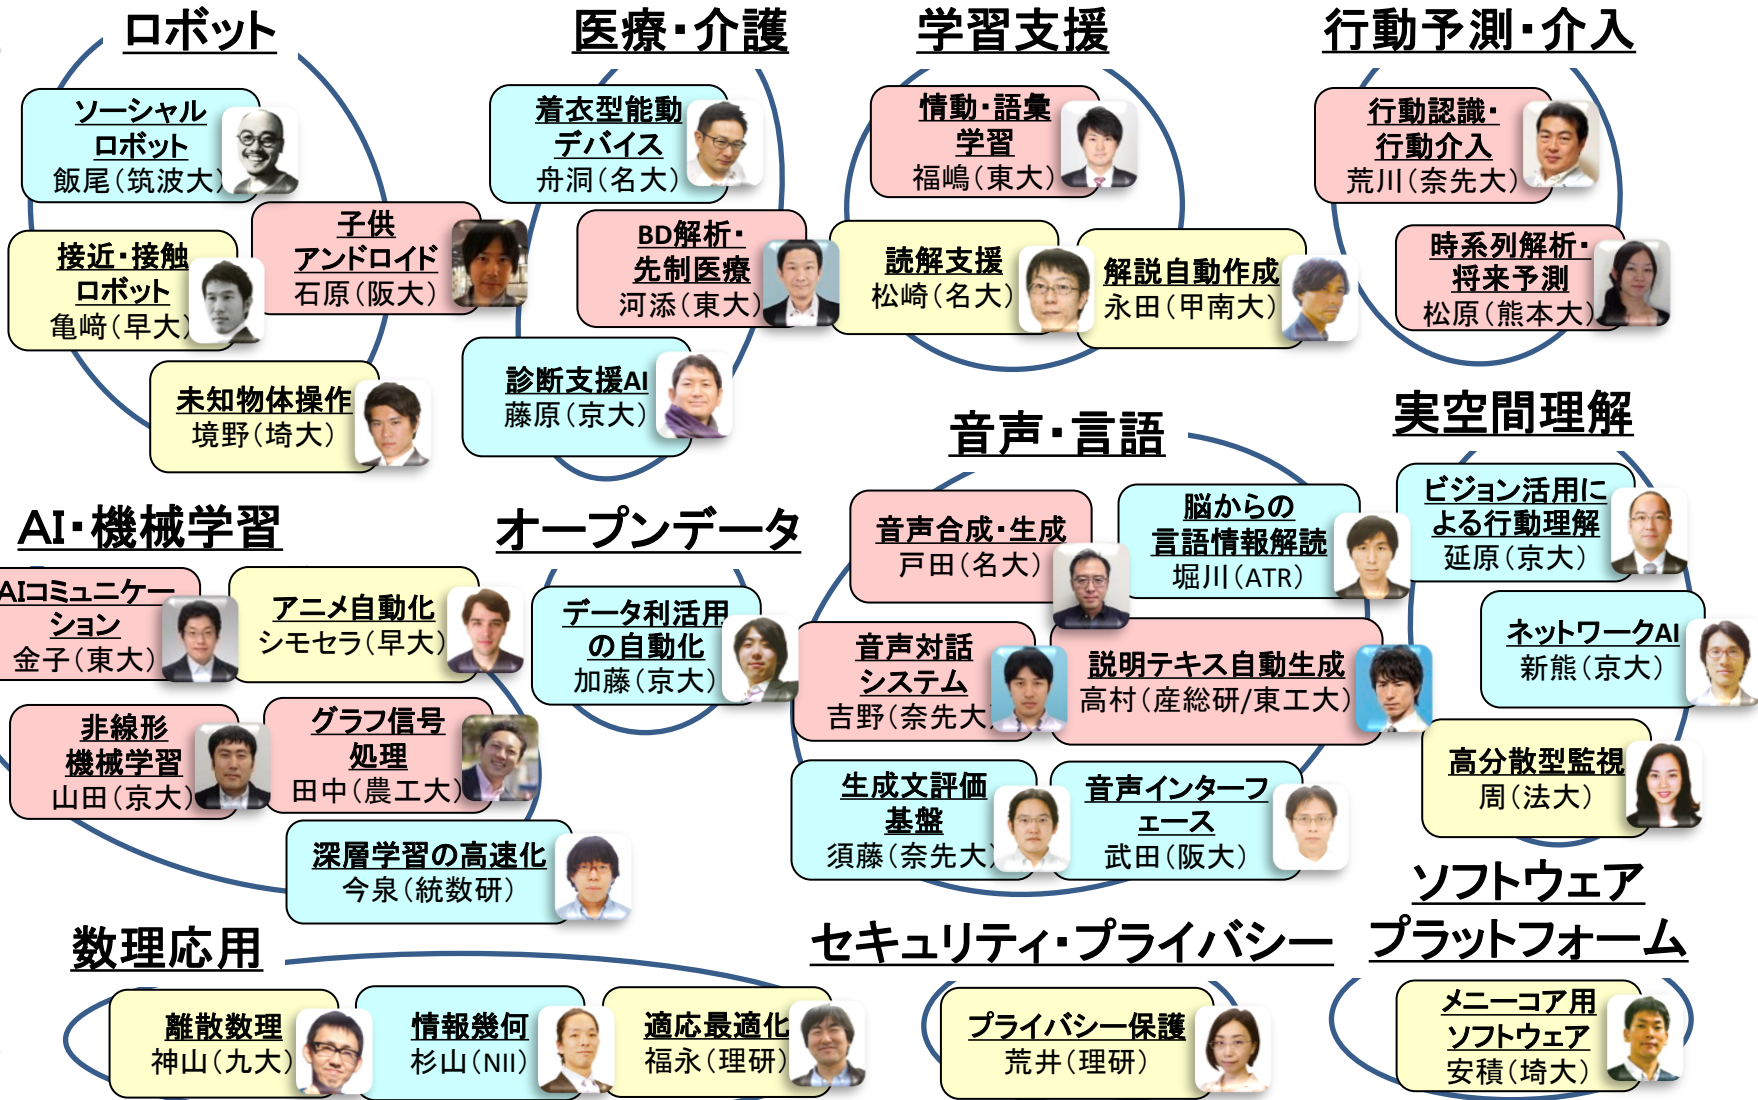 ロボット
ソーシャル
ロボット
飯尾(筑波大)
子供
アンドロイド
石原(阪大)
接近・接触
ロボット
亀﨑(早大)
未知物体操作
境野(埼大)
医療・介護
着衣型能動
デバイス
舟洞(名大)
BD解析・
先制医療
河添(東大)
診断支援AI
藤原(京大)
学習支援
情動・語彙
学習
福嶋(東大)
読解支援
松崎(名大)
解説自動作成
永田(甲南大)
行動予測・介入
行動認識・
行動介入
荒川(奈先大)
時系列解析・
将来予測
松原(熊本大)
AI・機械学習
AIコミュニケー
ション
金子(東大)
アニメ自動化
シモセラ(早大)
非線形
機械学習
山田(京大)
グラフ信号
処理
田中(農工大)
深層学習の高速化
今泉(統数研)
オープンデータ
データ利活用
の自動化
加藤(京大)
音声・言語
音声合成・生成
戸田(名大)
脳からの
言語情報解読
堀川(ATR)
音声対話
システム
吉野(奈先大)
説明テキス自動生成
高村(産総研/東工大)
生成文評価
基盤
須藤(奈先大)
音声インターフ
ェース
武田(阪大)
実空間理解
ビジョン活用に
よる行動理解
延原(京大)
ネットワークAI
新熊(京大)
高分散型監視
周(法大)
数理応用
離散数理
神山(九大)
情報幾何
杉山(NII)
適応最適化
福永(理研)
セキュリティ・プライバシー
プライバシー保護
荒井(理研)
ソフトウェア
プラットフォーム
メニーコア用
ソフトウェア
安積(埼大)